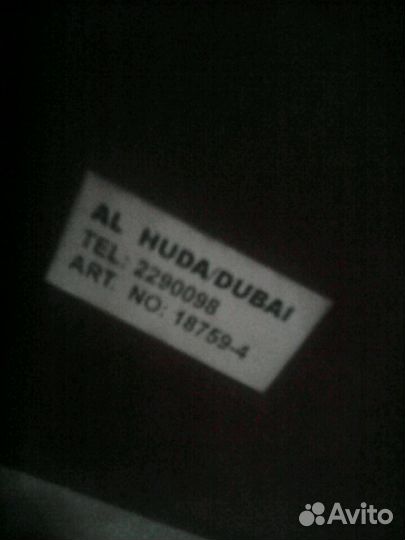 AL HUDA/DUBAI
TEL: 2290098
ART. NO: 18759-4
Avito